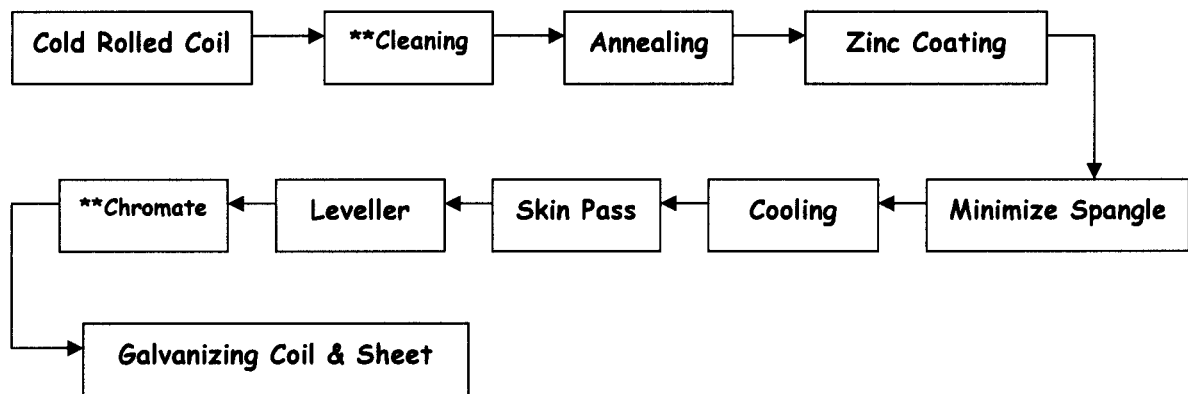 Cold Rolled Coil
**Cleaning
Annealing
Zinc Coating
Minimize Spangle
Cooling
Skin Pass
Leveller
**Chromate
Galvanizing Coil & Sheet